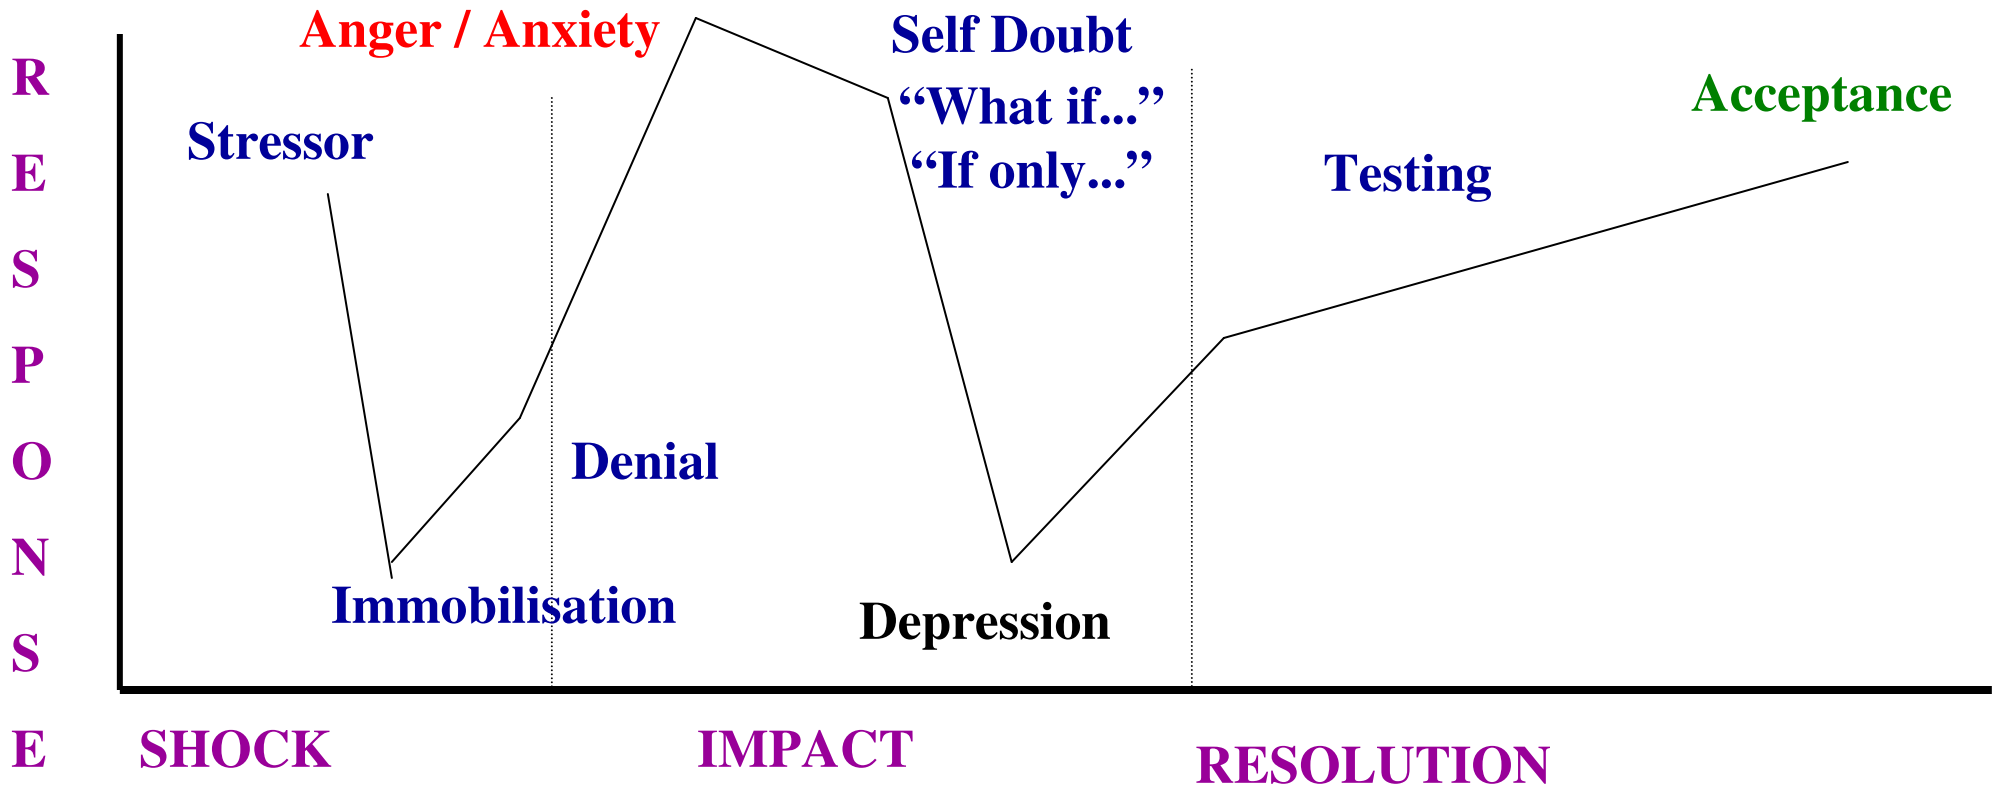 R
E
S
P
O
N
S
E
Anger / Anxiety
Self Doubt
“What if...”
“If only...”
Stressor
Testing
Acceptance
Denial
Immobilisation
Depression
SHOCK
IMPACT
RESOLUTION